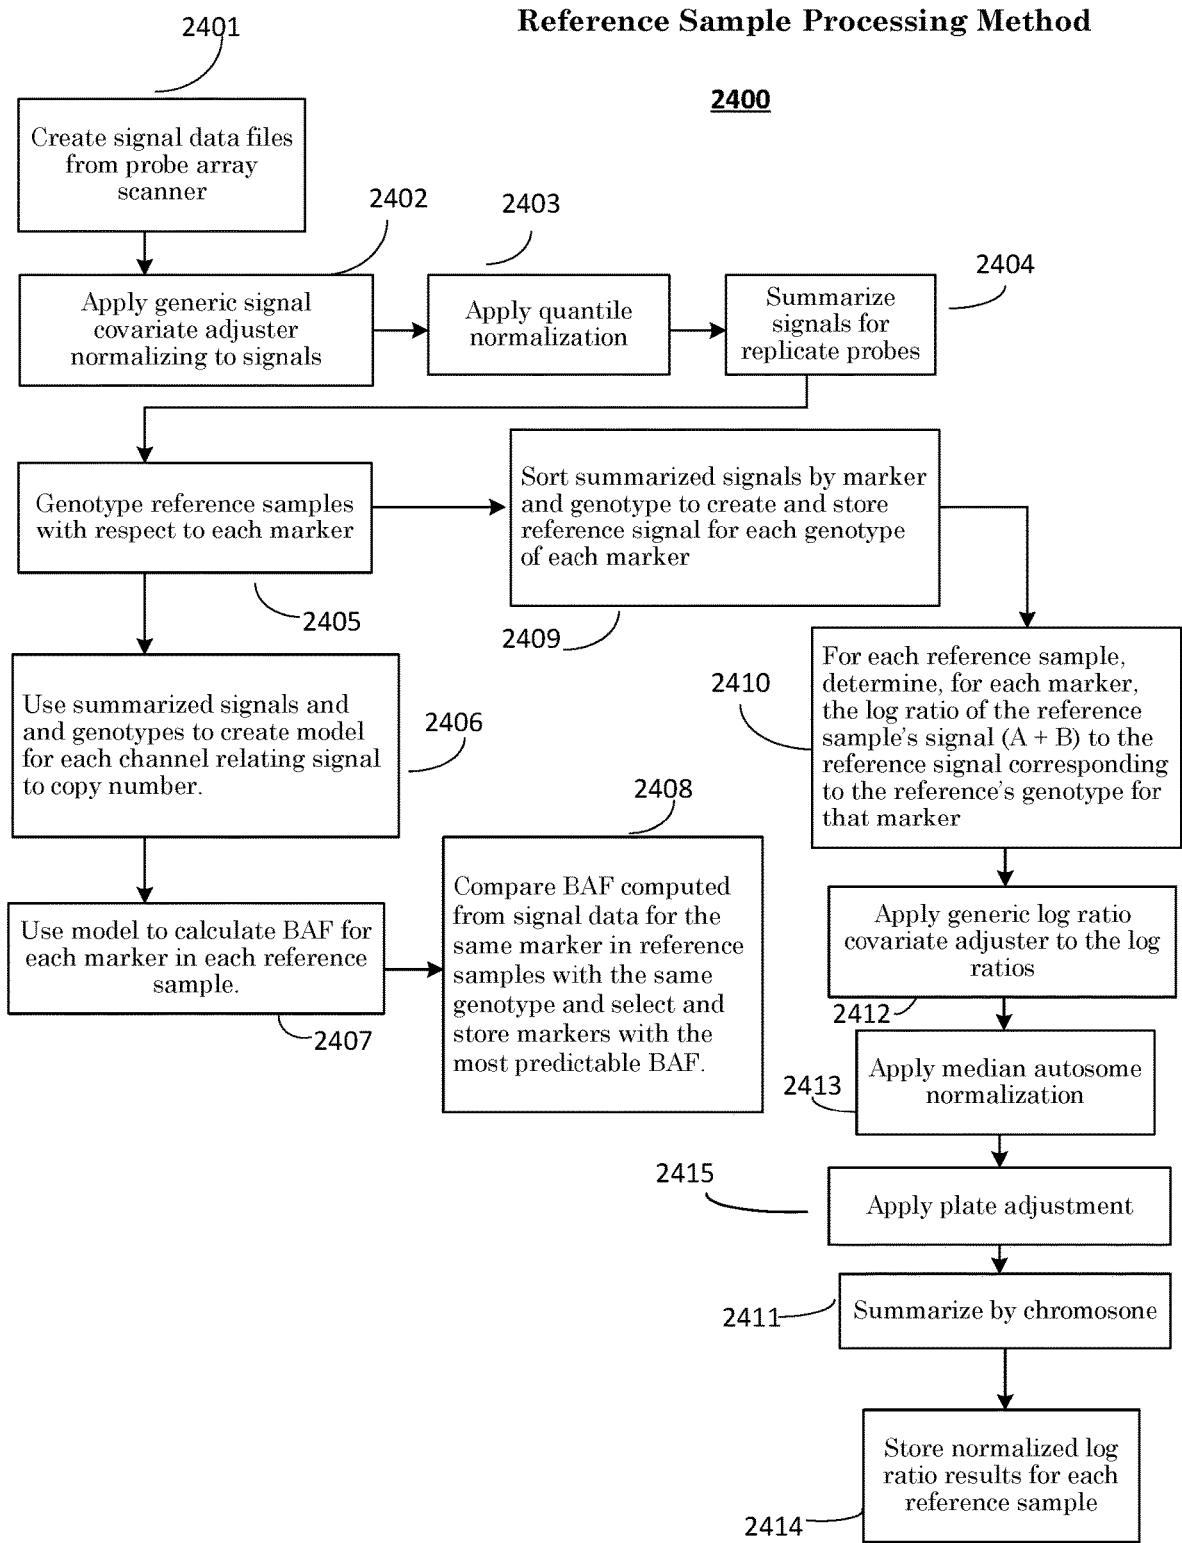 Reference Sample Processing Method
2400
2401
Create signal data files
from probe array
scanner
2402
Apply generic signal
covariate adjuster
normalizing to signals
2403
Apply quantile
normalization
2404
Summarize
signals for
replicate probes
Genotype reference samples
with respect to each marker
2405
Sort summarized signals by marker
and genotype to create and store
reference signal for each genotype
of each marker
2409
Use summarized signals and
and genotypes to create model
for each channel relating signal
to copy number.
2406
Use model to calculate BAF for
each marker in each reference
sample.
2407
2408
Compare BAF computed
from signal data for the
same marker in reference
samples with the same
genotype and select and
store markers with the
most predictable BAF.
2410
For each reference sample,
determine, for each marker,
the log ratio of the reference
sample's signal (A + B) to the
reference signal corresponding
to the reference's genotype for
that marker
Apply generic log ratio
covariate adjuster to the log
ratios
2412
Apply median autosome
normalization
2413
2415
Apply plate adjustment
Summarize by chromosone
2411
Store normalized log
ratio results for each
reference sample
2414